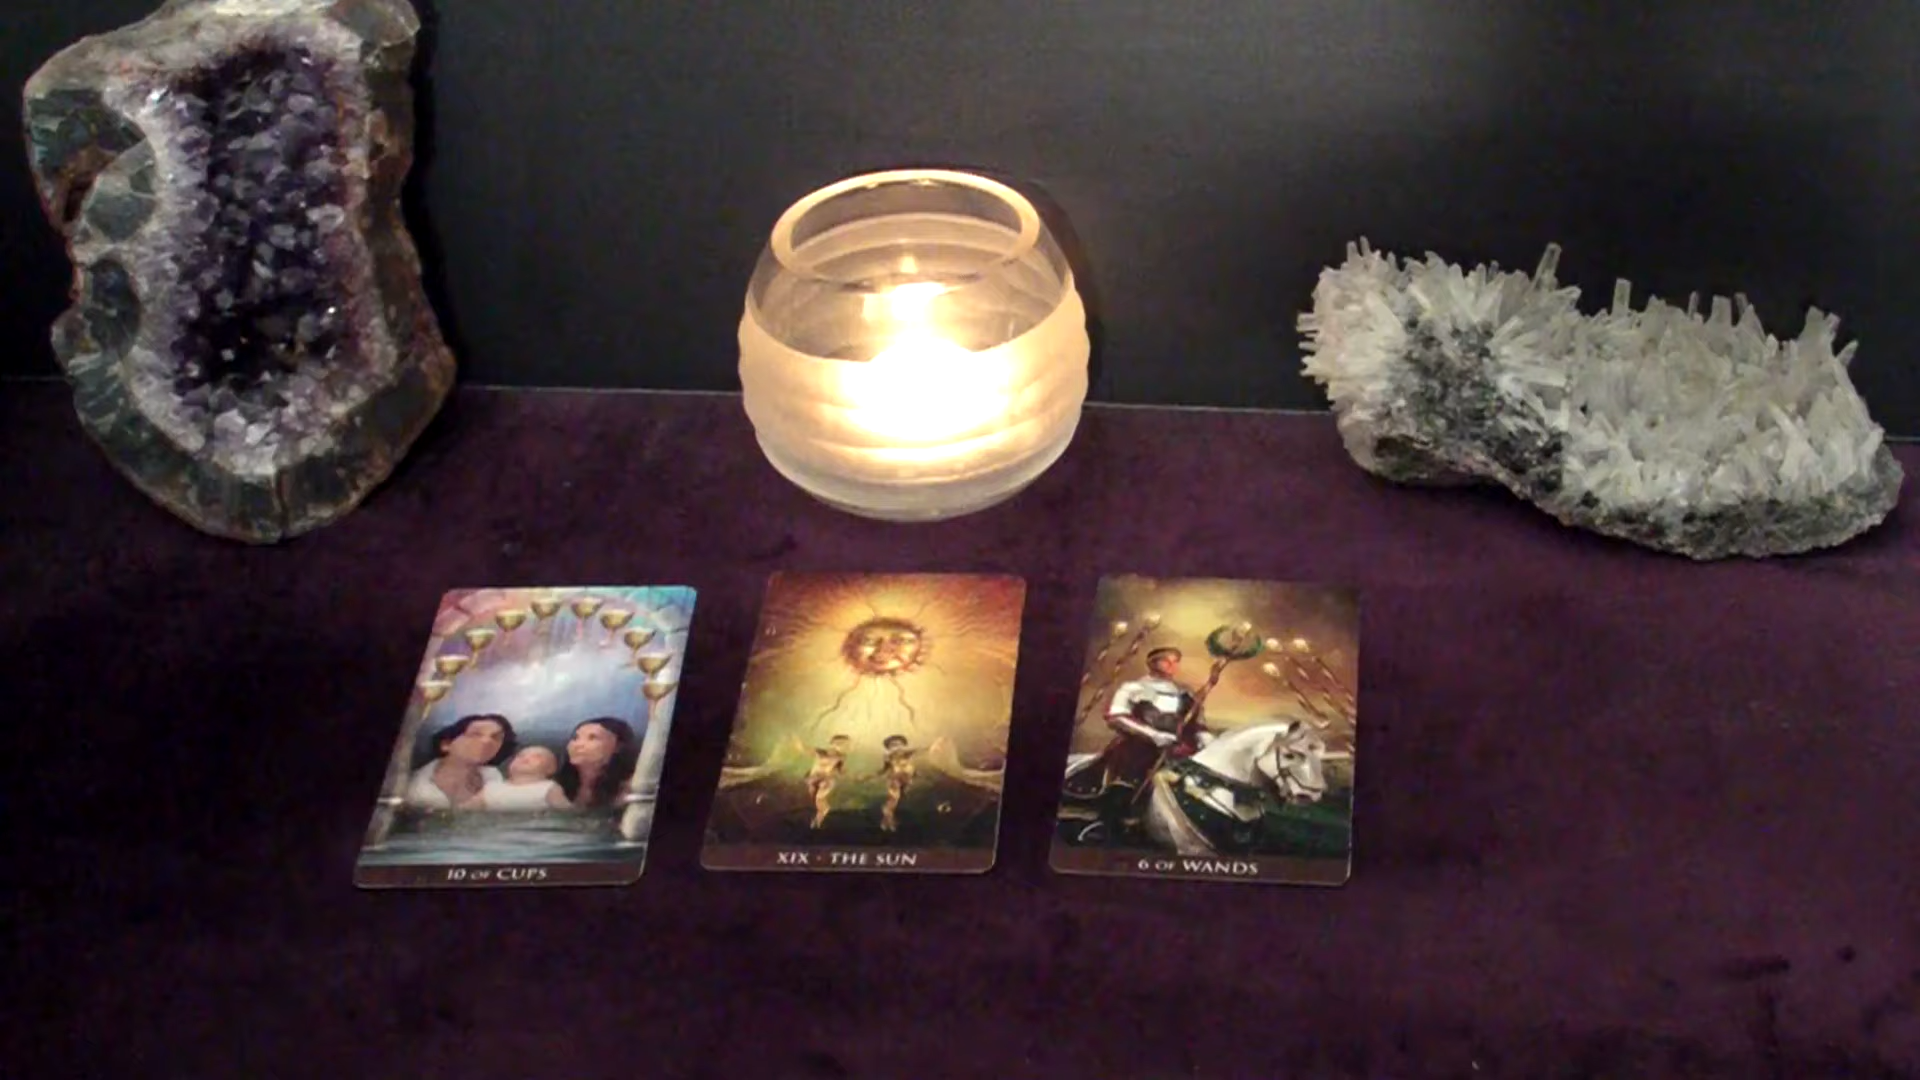 10 OF CUPS
XIX · THE SUN
6 OF WANDS